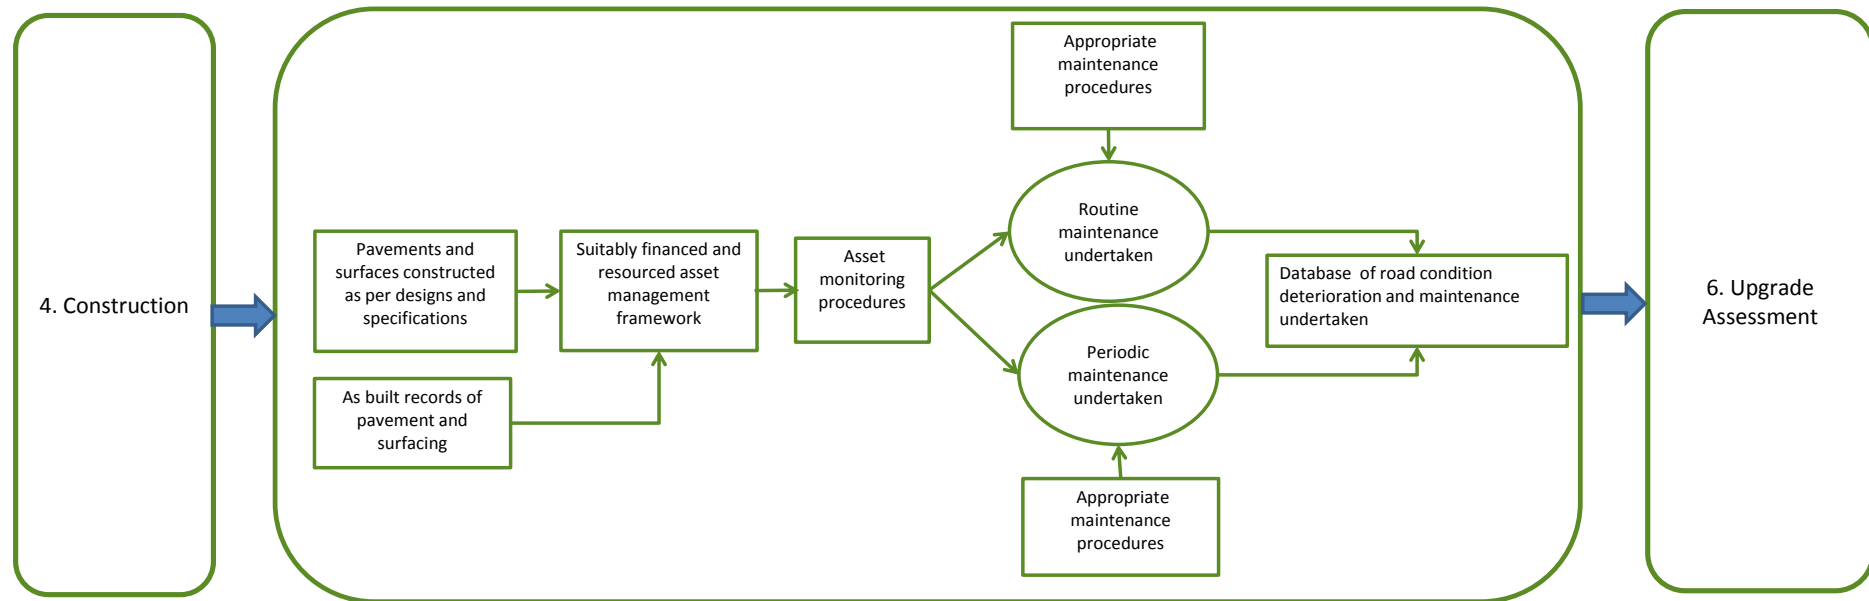 4. Construction
Pavements and
surfaces constructed
as per designs and
specifications
As built records of
pavement and
surfacing
Suitably financed and
resourced asset
management
framework
Asset
monitoring
procedures
Appropriate
maintenance
procedures
Routine
maintenance
undertaken
Periodic
maintenance
undertaken
Appropriate
maintenance
procedures
Database of road condition
deterioration and maintenance
undertaken
6. Upgrade
Assessment